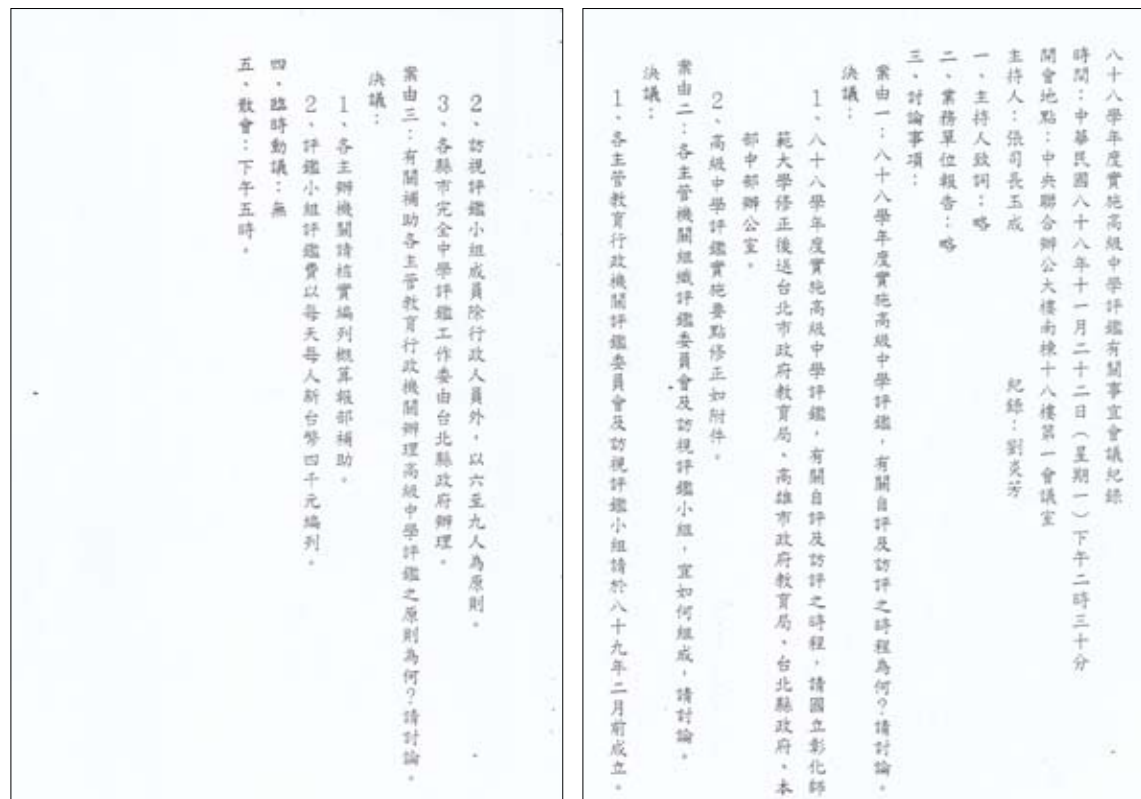 八十八學年度實施高級中學評鑑有關事宜會議紀錄
時間：中華民國八十八年十一月二十二日（星期一）下午二時三十分
開會地點：中央聯合辦公大樓南棟十八樓第一會議室
主持人：張司長玉成　紀錄：劉炎芳
一、主持人致詞：略
二、業務單位報告：略
三、討論事項：
案由一：八十八學年度實施高級中學評鑑，有關自評及訪評之時程為何？請討論。
決議：
1、八十八學年度實施高級中學評鑑，有關自評及訪評之時程，請國立彰化師
範大學修正後送台北市政府教育局、高雄市政府教育局、台北縣政府、本
部中部辦公室。
2、高級中學評鑑實施要點修正如附件。
案由二：各主管機關組織評鑑委員會及訪視評鑑小組，宜如何組成，請討論。
決議：
1、各主管教育行政機關評鑑委員會及訪視評鑑小組請於八十九年二月前成立。
2、訪視評鑑小組成員除行政人員外，以六至九人為原則。
3、各縣市完全中學評鑑工作委由台北縣政府辦理。
案由三：有關補助各主管教育行政機關辦理高級中學評鑑之原則為何？請討論。
決議：
1、各主辦機關請核實編列概算報部補助。
2、評鑑小組評鑑費以每天每人新台幣四千元編列。
四、臨時動議：無
五、散會：下午五時。